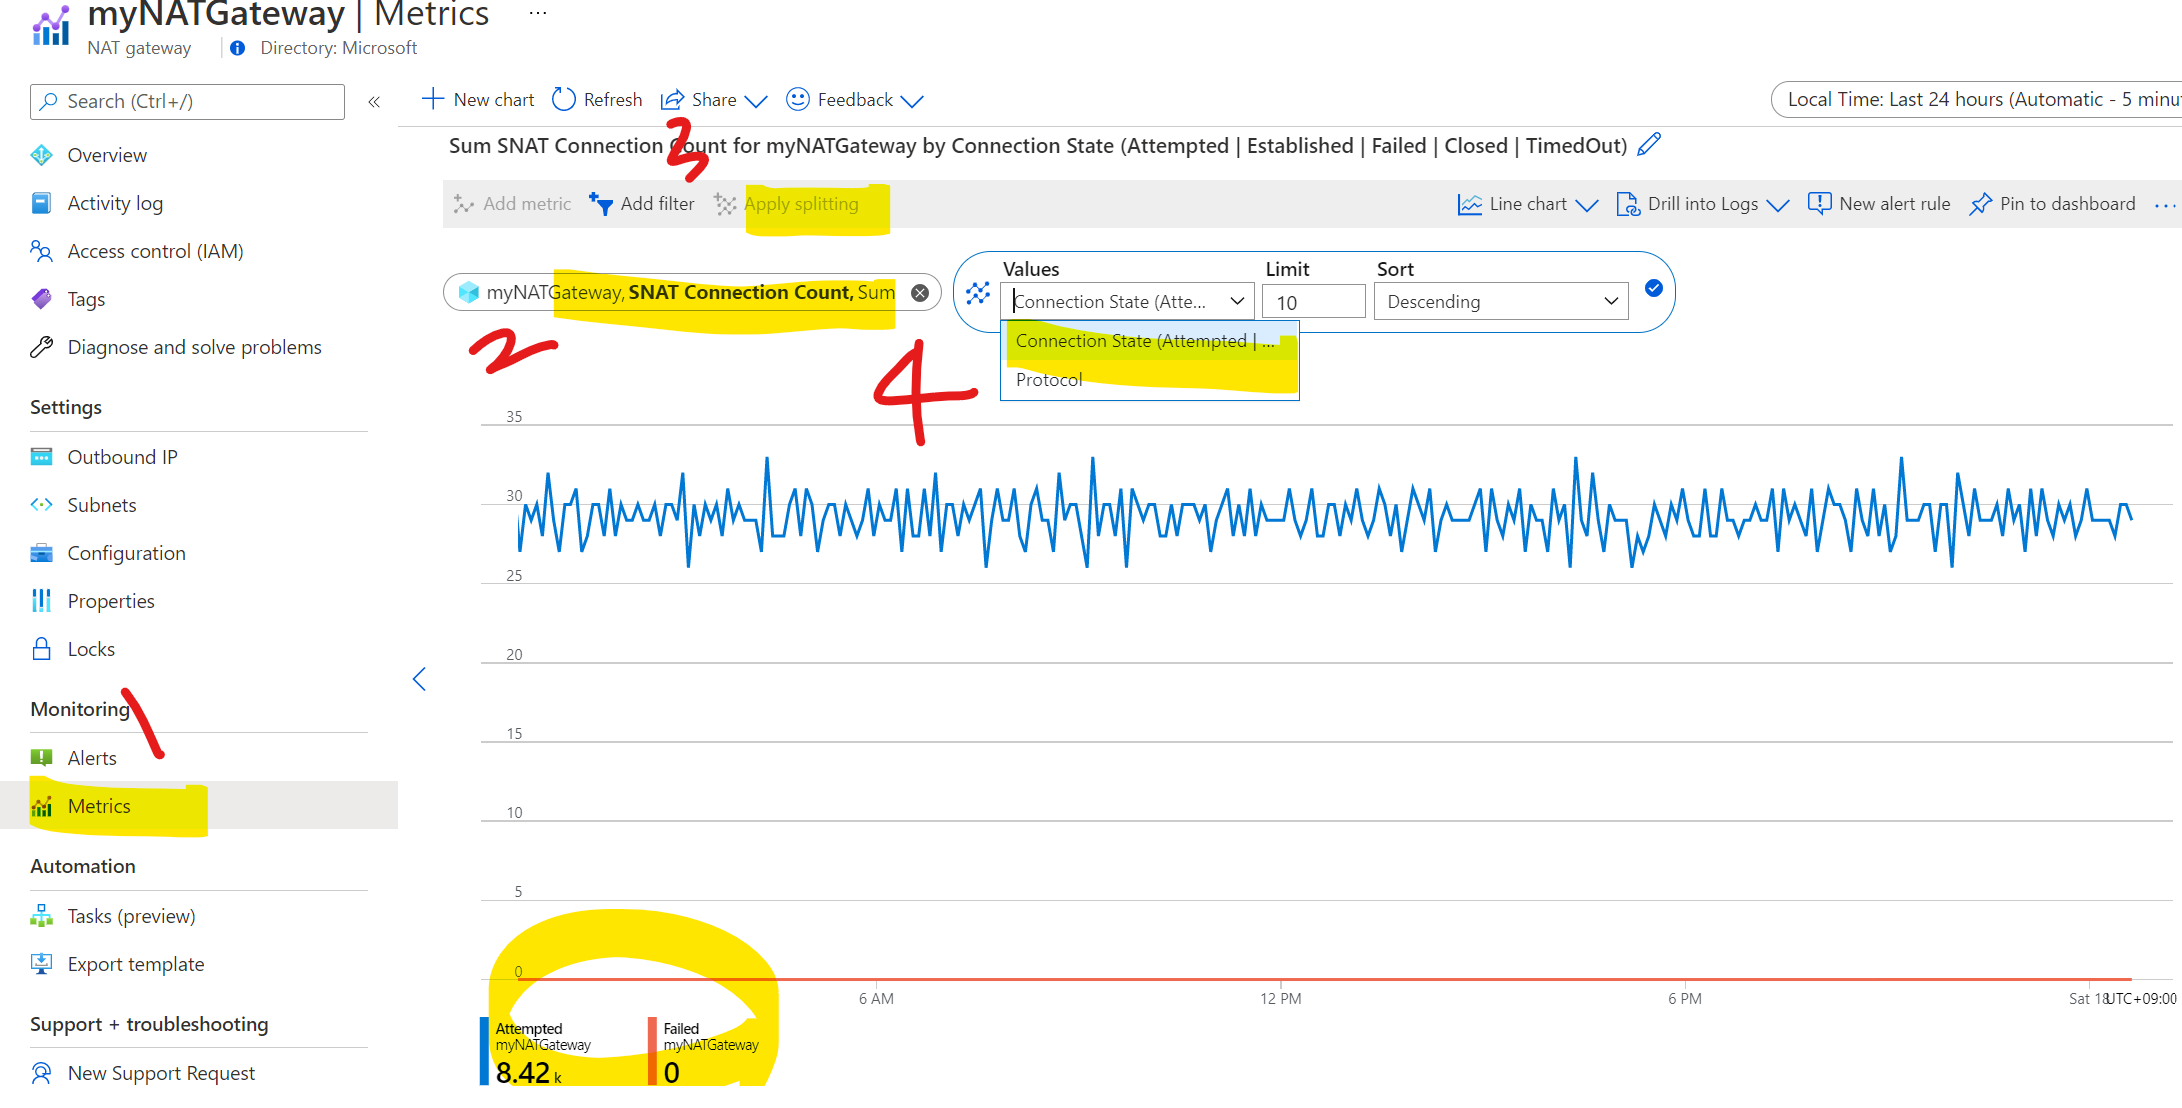 myNATGateway | Metrics ...
NAT gateway Directory: Microsoft
Search (Ctrl+/) «
New chart Refresh Share Feedback
Local Time: Last 24 hours (Automatic - 5 minu
3
Sum SNAT Connection Count for myNATGateway by Connection State (Attempted | Established | Failed | Closed | TimedOut)
Add metric Add filter Apply splitting Line chart Drill into Logs New alert rule Pin to dashboard ...
myNATGateway, SNAT Connection Count, Sum
Values Limit Sort
Connection State (Atte... 10 Descending
Connection State (Attempted | ...
Protocol
2
4
Overview
Activity log
Access control (IAM)
Tags
Diagnose and solve problems
Settings
Outbound IP
Subnets
Configuration
Properties
Locks
Monitoring
1
Alerts
Metrics
Automation
Tasks (preview)
Export template
Support + troubleshooting
New Support Request
35
30
25
20
15
10
5
0
6 AM 12 PM 6 PM Sat 18 UTC+09:00
Attempted
myNATGateway
8.42 k
Failed
myNATGateway
0